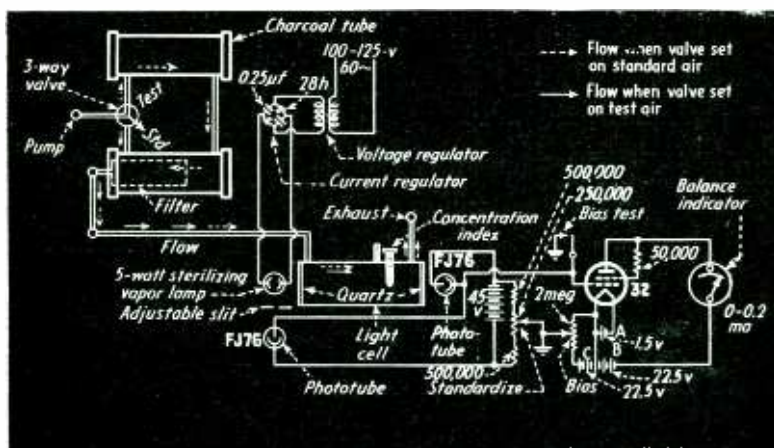 Charcoal tube
3-way
valve
Test
Std
Pump
Filter
Flow
0.25μf
28h
100-125-v
60~
Voltage regulator
Current regulator
Flow when valve set
on standard air
Flow when valve set
on test air
Exhaust
Concentration
index
5-watt sterilizing
vapor lamp
Adjustable slit
Quartz
Light
cell
FJ76
Photo-
tube
FJ76
Phototube
45
v
500,000
250,000
Bias test
500,000
Standardize
2meg
Bias
50,000
32
A
1.5v
B
C
22.5v
22.5v
Balance
indicator
0-0.2
ma